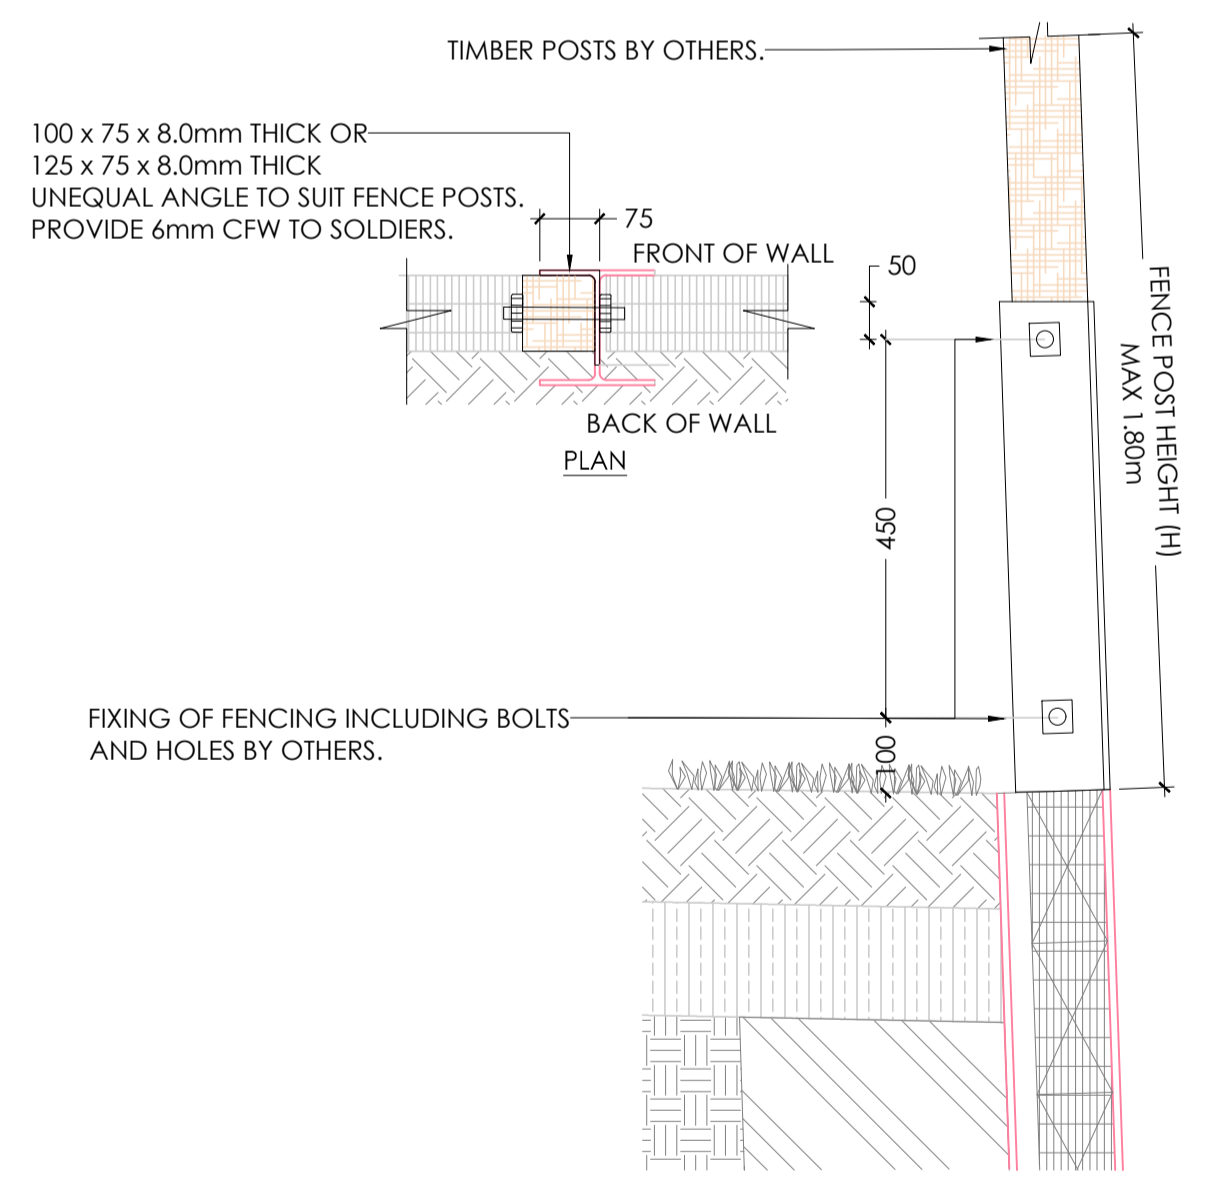 TIMBER POSTS BY OTHERS.
100 x 75 x 8.0mm THICK OR
125 x 75 x 8.0mm THICK
UNEQUAL ANGLE TO SUIT FENCE POSTS.
PROVIDE 6mm CFW TO SOLDIERS.
75
FRONT OF WALL
50
BACK OF WALL
PLAN
FENCE POST HEIGHT (H)
MAX 1.80m
450
FIXING OF FENCING INCLUDING BOLTS
AND HOLES BY OTHERS.
100